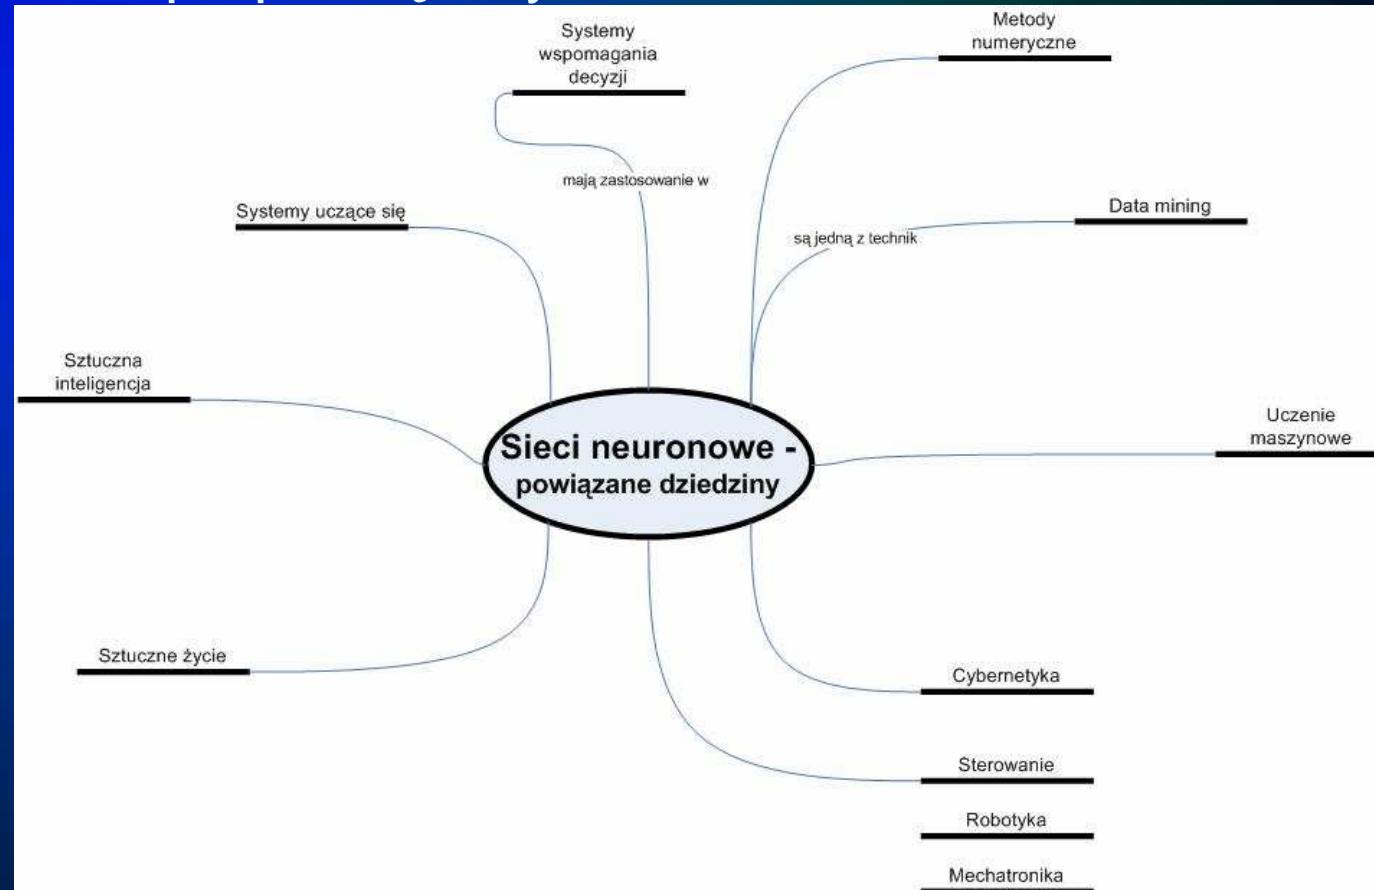 Systemy
wspomagania
decyzji
Metody
numeryczne
mają zastosowanie w
Systemy uczące się
Data mining
są jedną z technik
Sztuczna
inteligencja
Uczenie
maszynowe
Sieci neuronowe -
powiązane dziedziny
Sztuczne życie
Cybernetyka
Sterowanie
Robotyka
Mechatronika